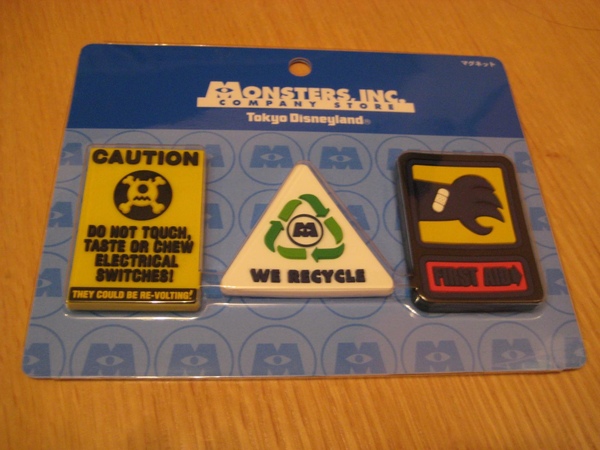 マグネット
MONSTERS, INC.
COMPANY STORE
Tokyo Disneyland®
CAUTION
DO NOT TOUCH,
TASTE OR CHEW
ELECTRICAL
SWITCHES!
THEY COULD BE RE-VOLTING!
WE RECYCLE
FIRST AID